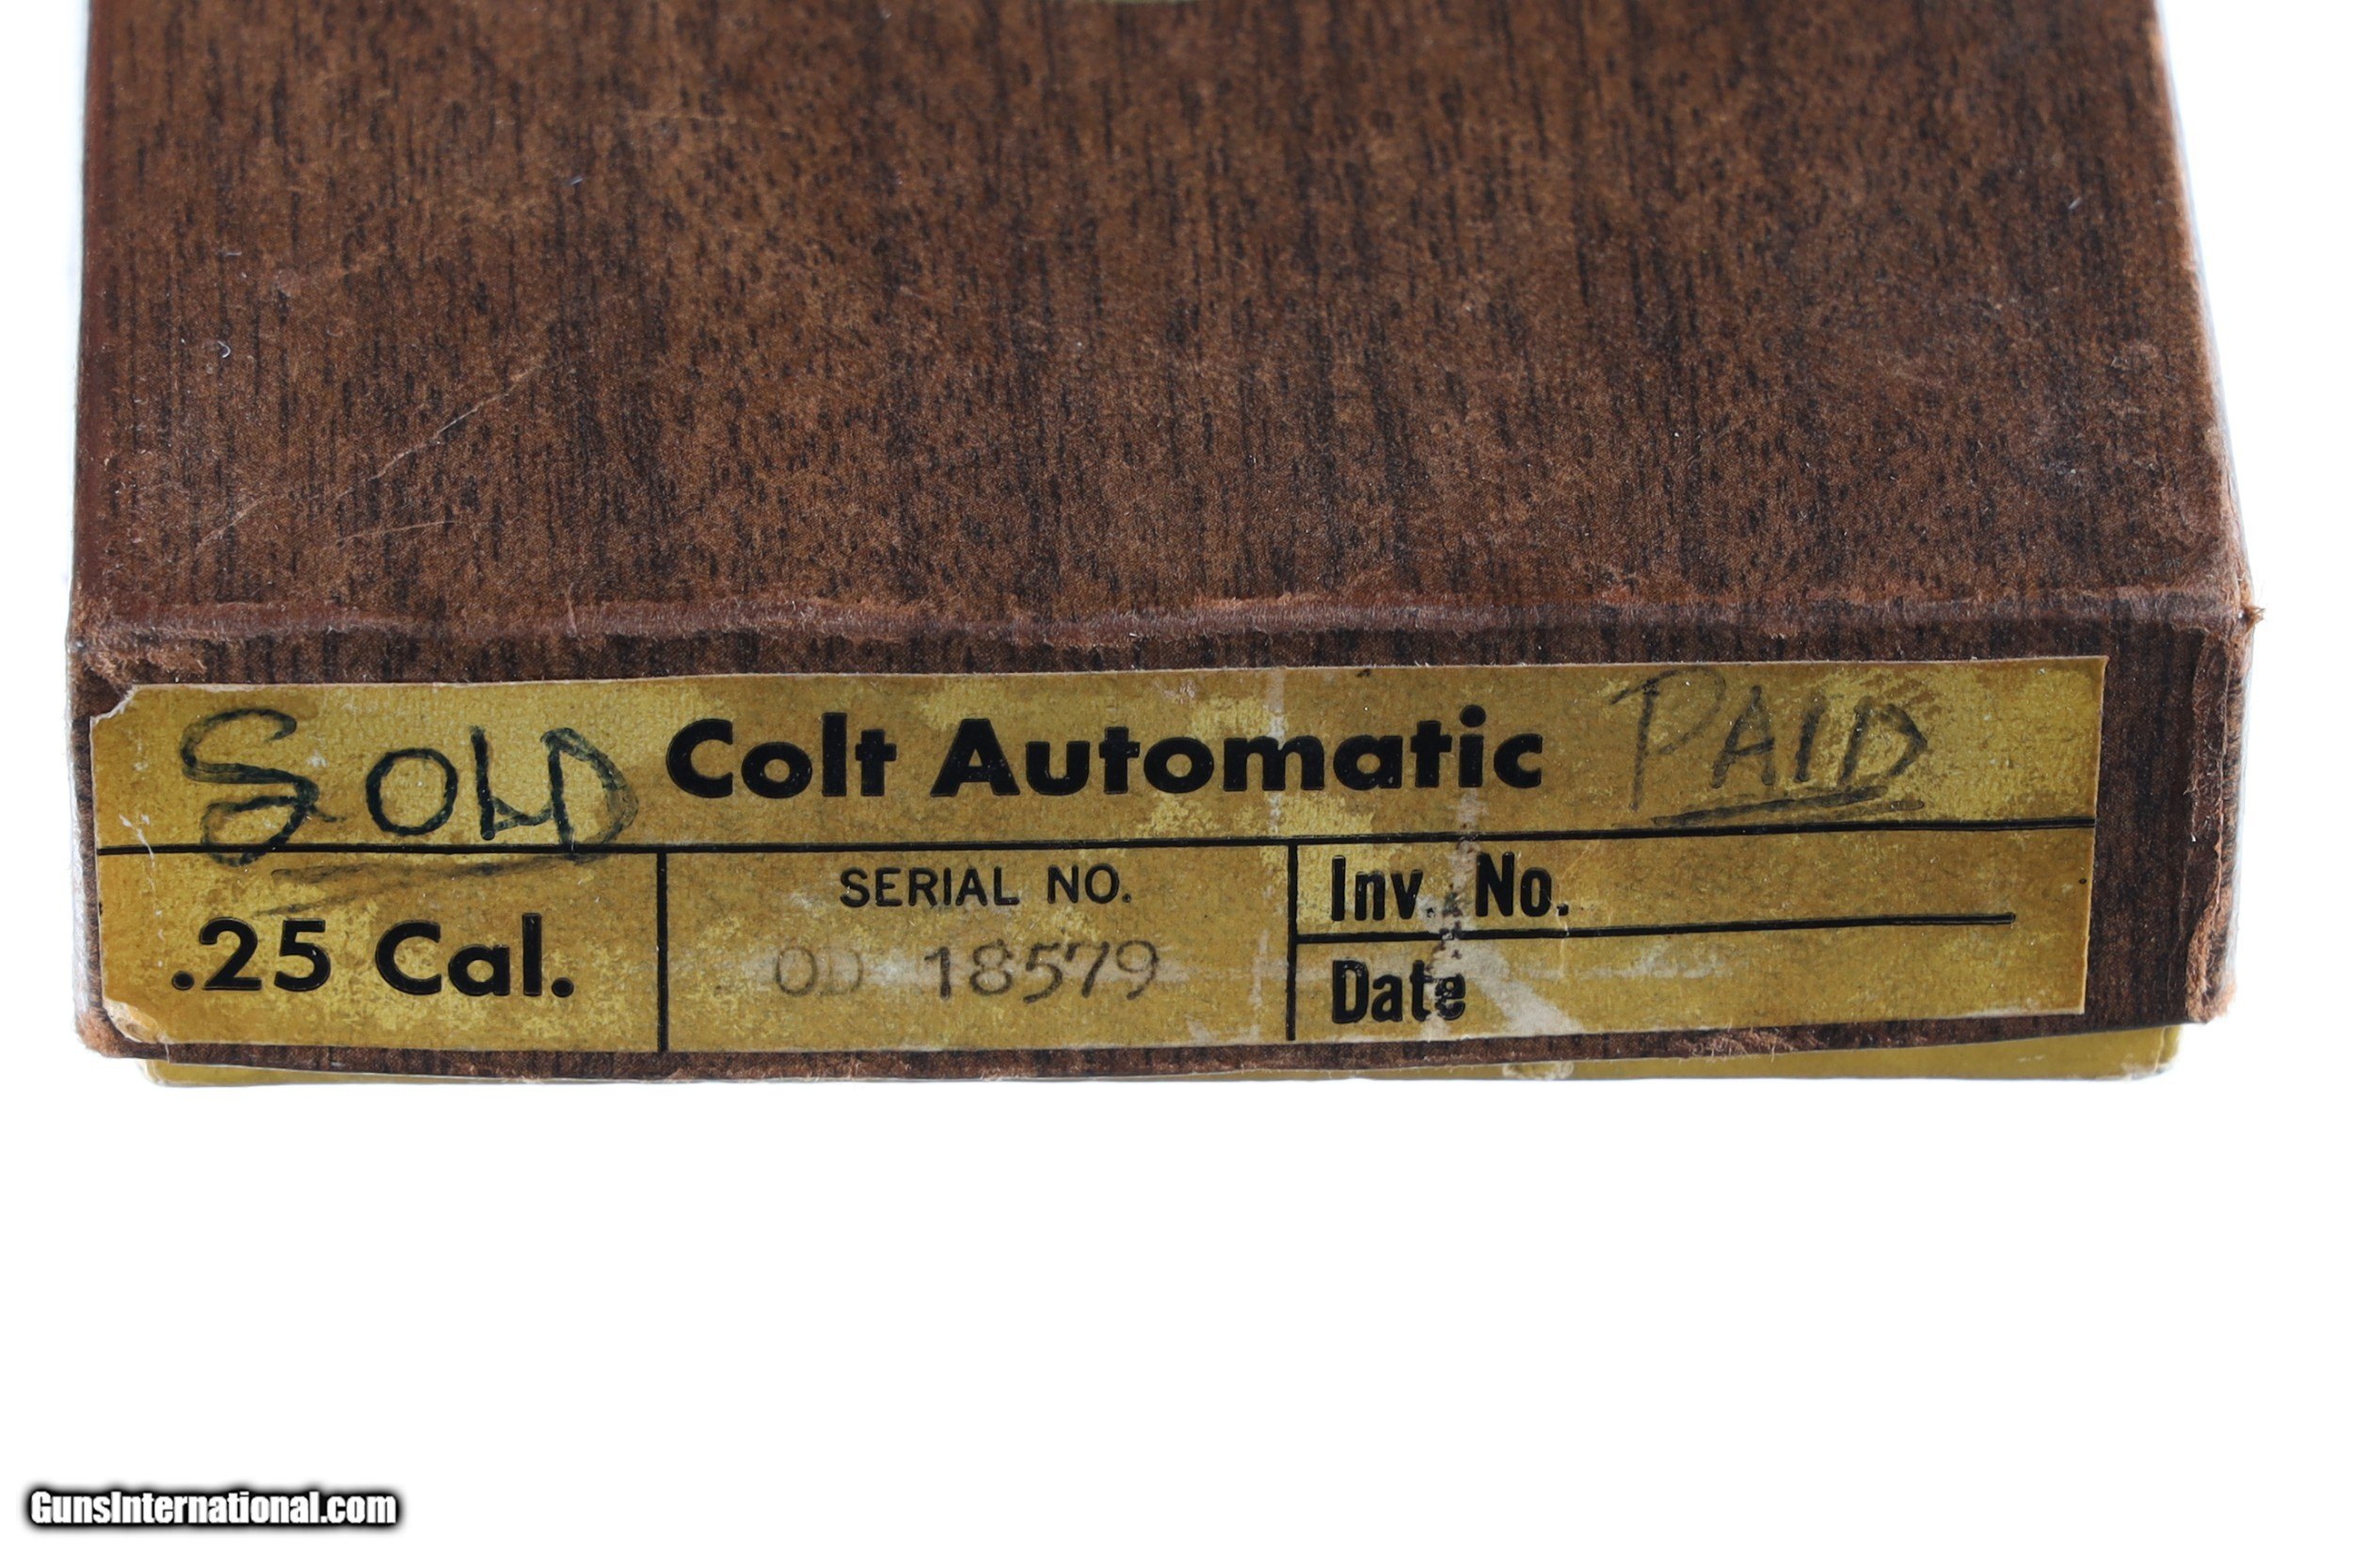 SOLD Colt Automatic PAID
.25 Cal.
SERIAL NO.
OD 18579
Inv. No.
Date
GunsInternational.com